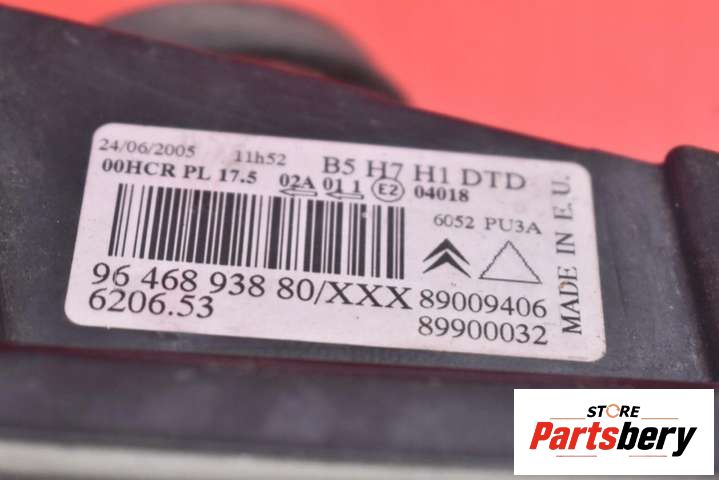 24/06/2005 11h52 B5 H7 H1 DTD
00HCR PL 17.5 02A 01 1 E2 04018
6052 PU3A
96 468 938 80/XXX 89009406
6206.53 89900032
MADE IN E.U.
STORE
Partsbery